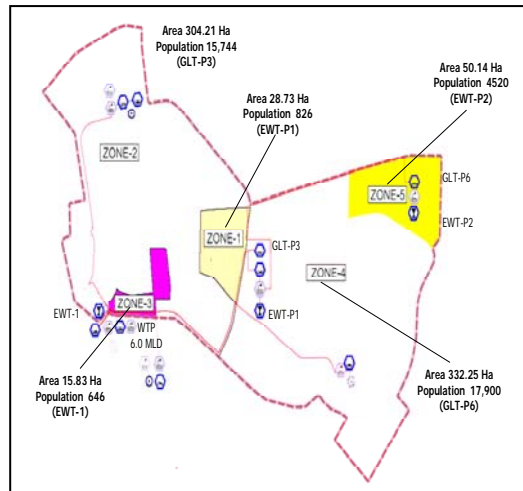 Area 304.21 Ha
Population 15,744
(GLT-P3)
Area 28.73 Ha
Population 826
(EWT-P1)
Area 50.14 Ha
Population 4520
(EWT-P2)
ZONE-2
GLT-P6
ZONE-5
EWT-P2
ZONE-1
GLT-P3
ZONE-4
EWT-P1
ZONE-3
EWT-1
WTP
6.0 MLD
Area 15.83 Ha
Population 646
(EWT-1)
Area 332.25 Ha
Population 17,900
(GLT-P6)